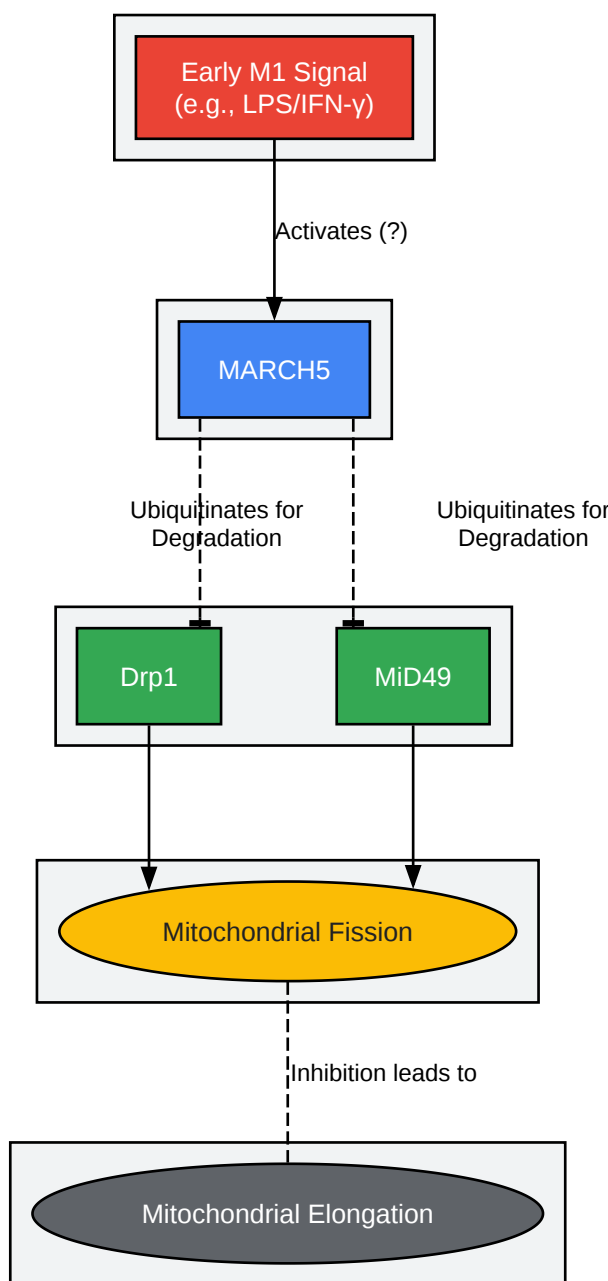 Early M1 Signal
(e.g., LPS/IFN-γ)
Activates (?)
MARCH5
Ubiquitinates for
Degradation
Ubiquitinates for
Degradation
Drp1
MiD49
Mitochondrial Fission
Inhibition leads to
Mitochondrial Elongation